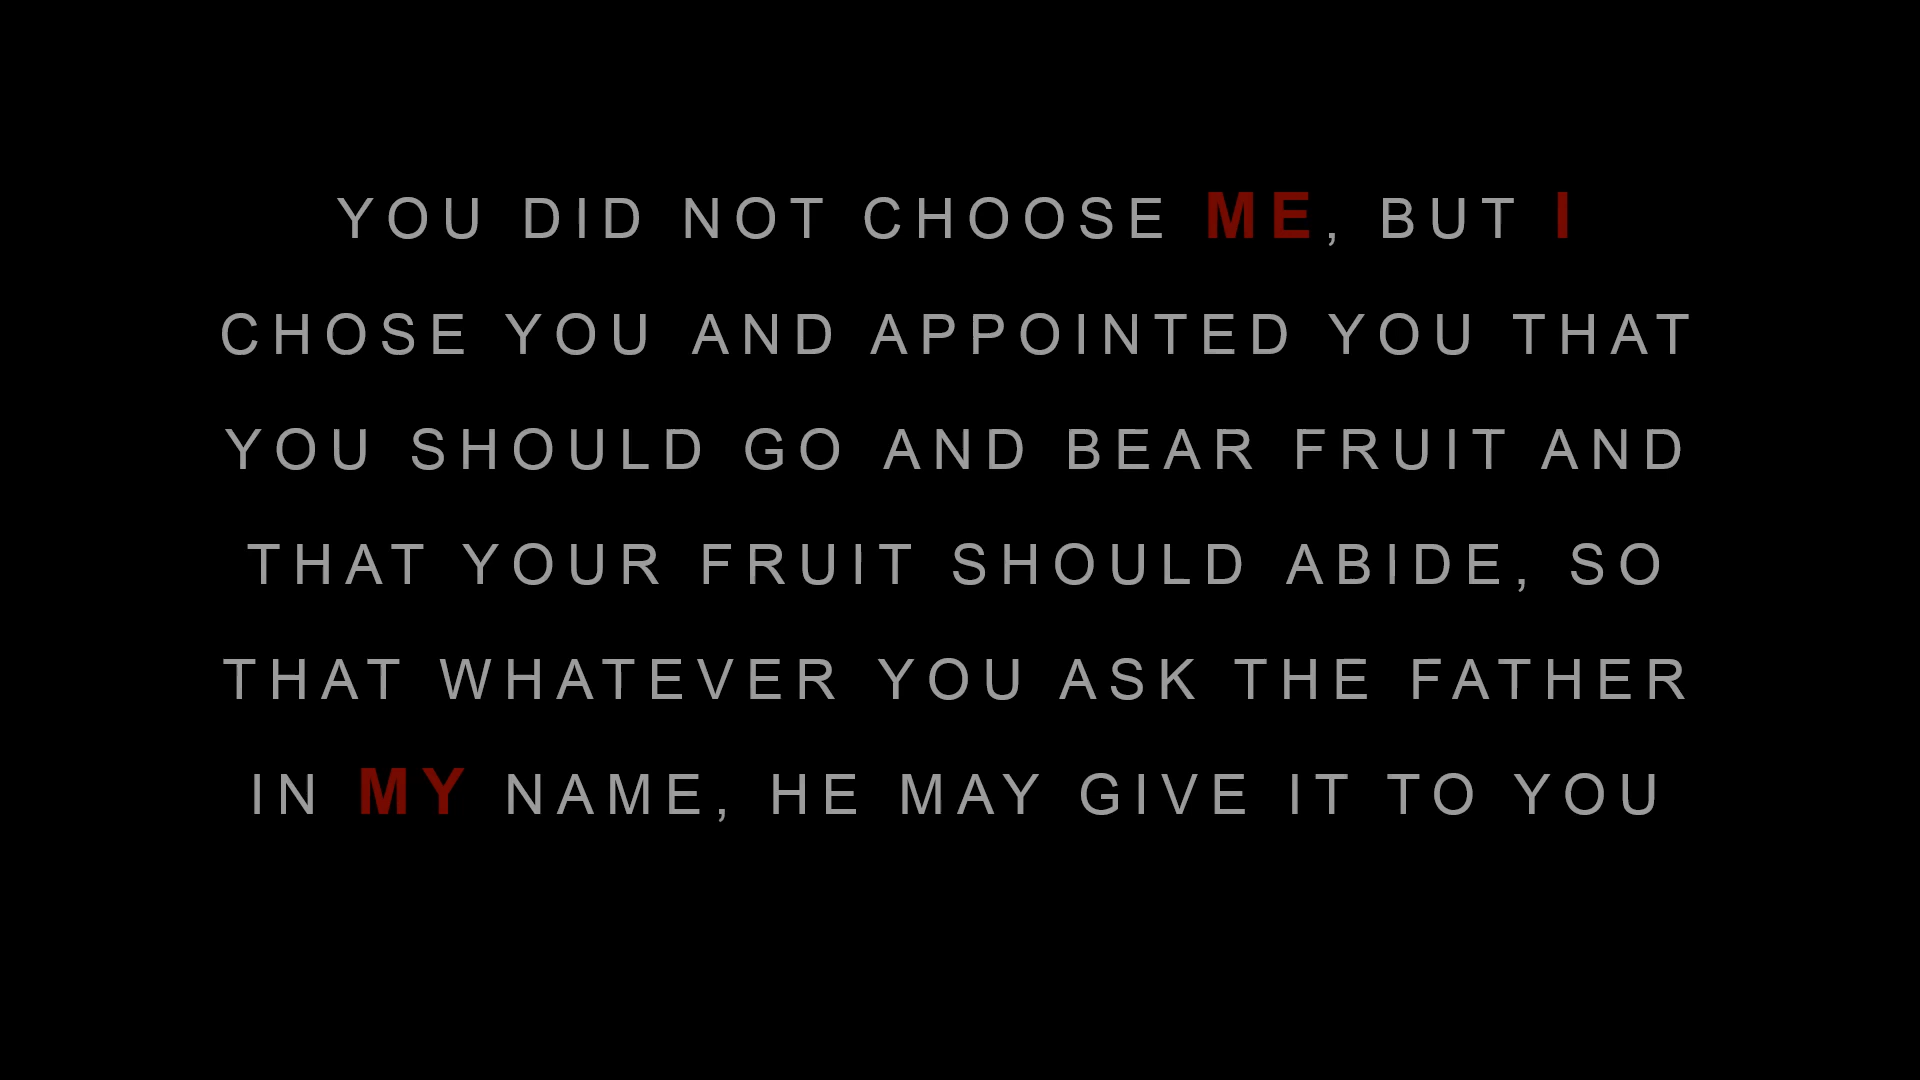 YOU DID NOT CHOOSE ME, BUT I
CHOSE YOU AND APPOINTED YOU THAT
YOU SHOULD GO AND BEAR FRUIT AND
THAT YOUR FRUIT SHOULD ABIDE, SO
THAT WHATEVER YOU ASK THE FATHER
IN MY NAME, HE MAY GIVE IT TO YOU